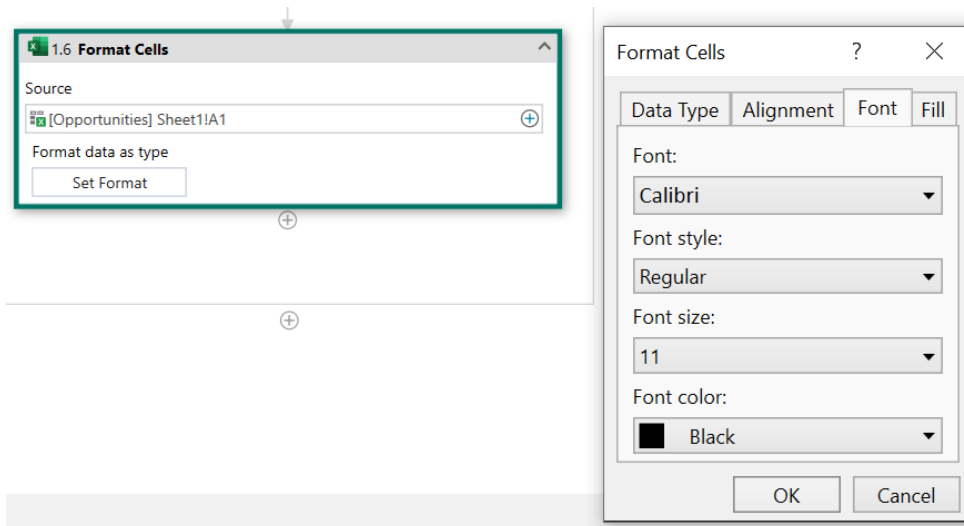 1.6 Format Cells
Source
[Opportunities] Sheet1!A1
Format data as type
Set Format
Format Cells ?
Data Type Alignment Font Fill
Font:
Calibri
Font style:
Regular
Font size:
11
Font color:
Black
OK Cancel